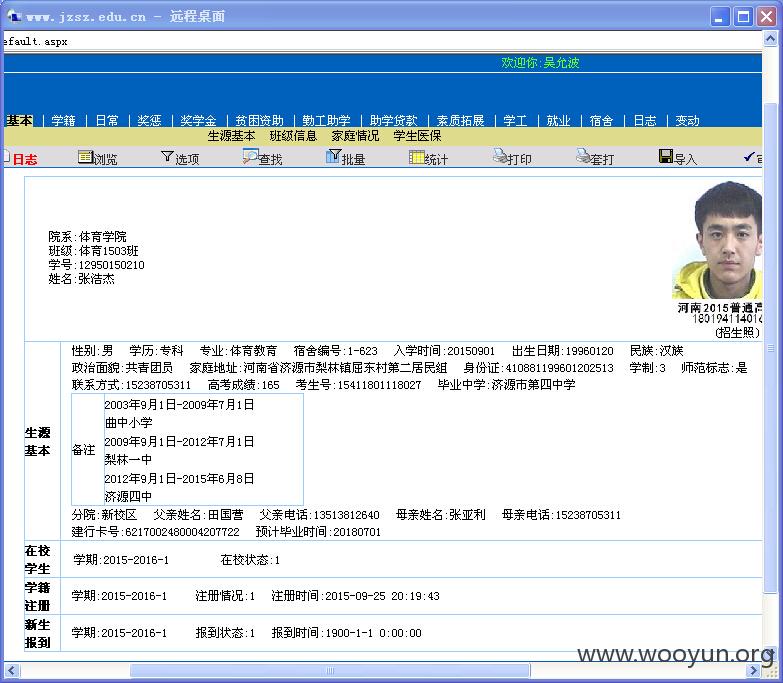 www.jzsz.edu.cn - 远程桌面
efault.aspx
欢迎你:吴允波
基本 | 学籍 | 日常 | 奖惩 | 奖学金 | 贫困资助 | 勤工助学 | 助学贷款 | 素质拓展 | 学工 | 就业 | 宿舍 | 日志 | 变动
生源基本 班级信息 家庭情况 学生医保
日志 浏览 选项 查找 批量 统计 打印 套打 导入
院系:体育学院
班级:体育1503班
学号:12950150210
姓名:张浩杰
河南2015普通高
180194114016
(招生照)
生源
基本
性别:男 学历:专科 专业:体育教育 宿舍编号:1-623 入学时间:20150901 出生日期:19960120 民族:汉族
政治面貌:共青团员 家庭地址:河南省济源市梨林镇屈东村第二居民组 身份证:410881199601202513 学制:3 师范标志:是
联系方式:15238705311 高考成绩:165 考生号:15411801118027 毕业中学:济源市第四中学
备注
2003年9月1日-2009年7月1日
曲中小学
2009年9月1日-2012年7月1日
梨林一中
2012年9月1日-2015年6月8日
济源四中
分院:新校区 父亲姓名:田国营 父亲电话:13513812640 母亲姓名:张亚利 母亲电话:15238705311
建行卡号:6217002480004207722 预计毕业时间:20180701
在校
学生
学期:2015-2016-1 在校状态:1
学籍
注册
学期:2015-2016-1 注册情况:1 注册时间:2015-09-25 20:19:43
新生
报到
学期:2015-2016-1 报到状态:1 报到时间:1900-1-1 0:00:00
www.wooyun.org